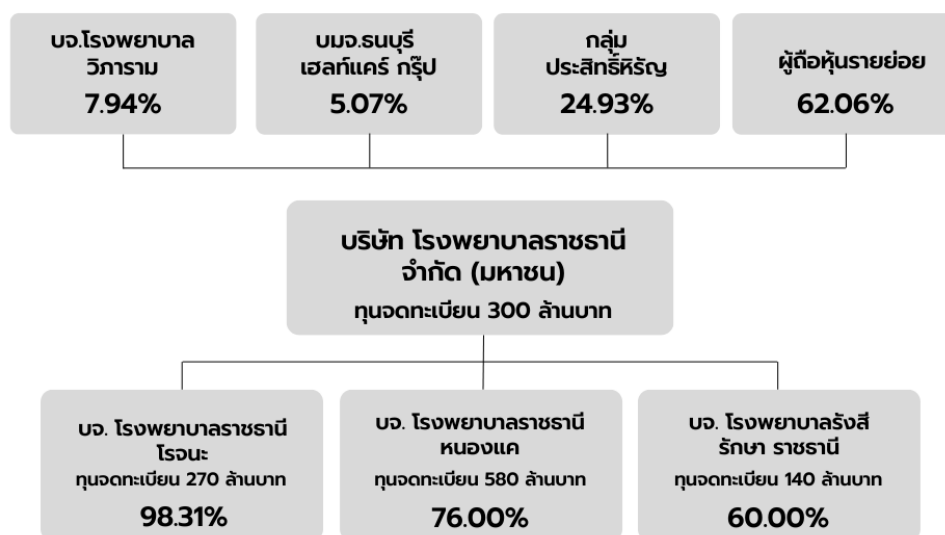 บจ.โรงพยาบาล
วิภาราม
7.94%
บมจ.ธนบุรี
เฮลท์แคร์ กรุ๊ป
5.07%
กลุ่ม
ประสิทธิ์หิรัญ
24.93%
ผู้ถือหุ้นรายย่อย
62.06%
บริษัท โรงพยาบาลราชธานี
จำกัด (มหาชน)
ทุนจดทะเบียน 300 ล้านบาท
บจ. โรงพยาบาลราชธานี
โรจนะ
ทุนจดทะเบียน 270 ล้านบาท
98.31%
บจ. โรงพยาบาลราชธานี
หนองแค
ทุนจดทะเบียน 580 ล้านบาท
76.00%
บจ. โรงพยาบาลรังสี
รักษา ราชธานี
ทุนจดทะเบียน 140 ล้านบาท
60.00%